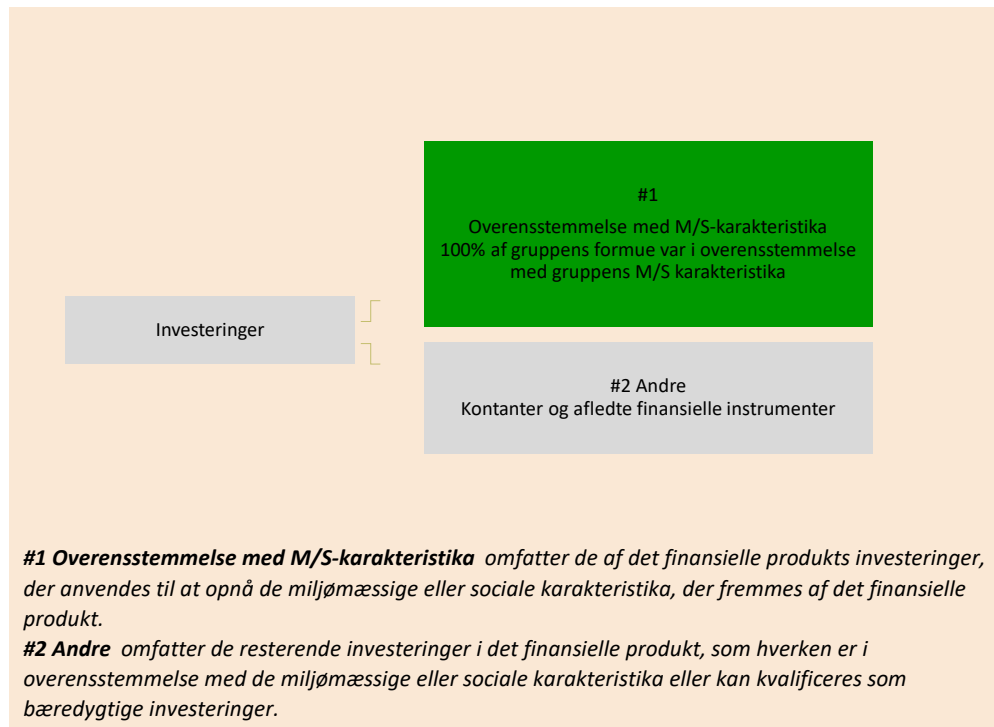 #1
Overensstemmelse med M/S-karakteristika
100% af gruppens formue var i overensstemmelse
med gruppens M/S karakteristika
Investeringer
#2 Andre
Kontanter og afledte finansielle instrumenter
#1 Overensstemmelse med M/S-karakteristika omfatter de af det finansielle produkts investeringer,
der anvendes til at opnå de miljømæssige eller sociale karakteristika, der fremmes af det finansielle
produkt.
#2 Andre omfatter de resterende investeringer i det finansielle produkt, som hverken er i
overensstemmelse med de miljømæssige eller sociale karakteristika eller kan kvalificeres som
bæredygtige investeringer.